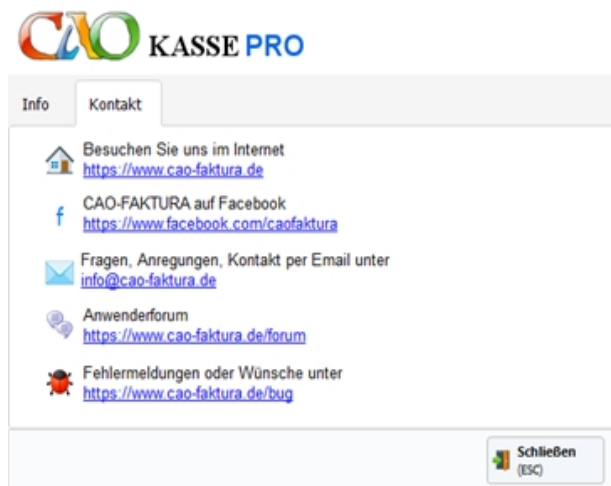 CAO KASSE PRO
Info Kontakt
Besuchen Sie uns im Internet
https://www.cao-faktura.de
CAO-FAKTURA auf Facebook
https://www.facebook.com/caofaktura
Fragen, Anregungen, Kontakt per Email unter
info@cao-faktura.de
Anwenderforum
https://www.cao-faktura.de/forum
Fehlermeldungen oder Wünsche unter
https://www.cao-faktura.de/bug
Schließen
(ESC)